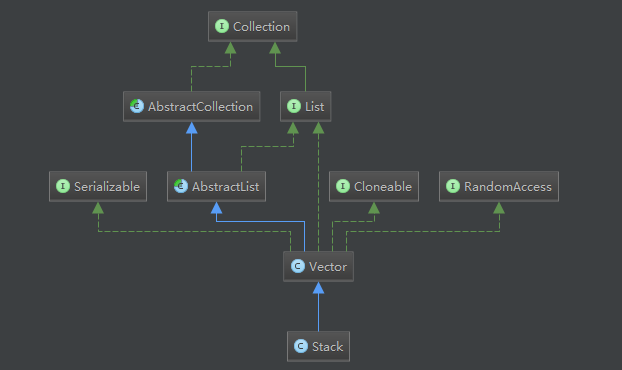 I Collection
C AbstractCollection
I List
I Serializable
C AbstractList
I Cloneable
I RandomAccess
C Vector
C Stack